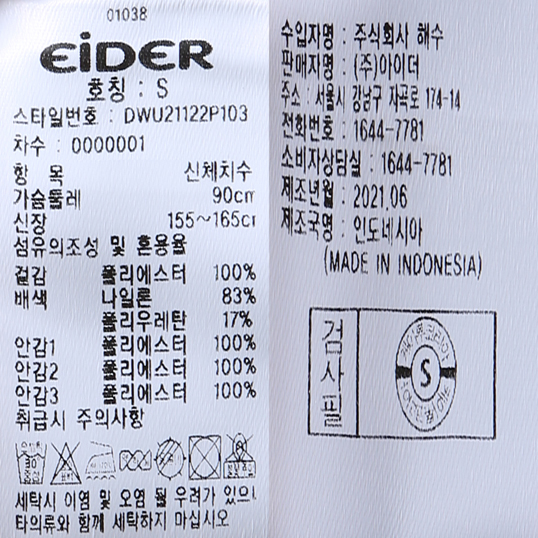 01038
EiDER
호칭 : S
스타일번호 : DWU21122P103
차수 : 0000001
항 목 신체치수
가슴둘레 90cm
신장 155~165cm
섬유의조성 및 혼용율
겉감 폴리에스터 100%
배색 나일론 83%
폴리우레탄 17%
안감1 폴리에스터 100%
안감2 폴리에스터 100%
안감3 폴리에스터 100%
취급시 주의사항
30
중성
세탁시 이염 및 오염 될 우려가 있으니
타의류와 함께 세탁하지 마십시오
수입자명 : 주식회사 해수
판매자명 : (주)아이더
주소 : 서울시 강남구 자곡로 174-14
전화번호 : 1644-7781
소비자상담실 : 1644-7781
제조년월 : 2021.06
제조국명 : 인도네시아
(MADE IN INDONESIA)
검사필
S